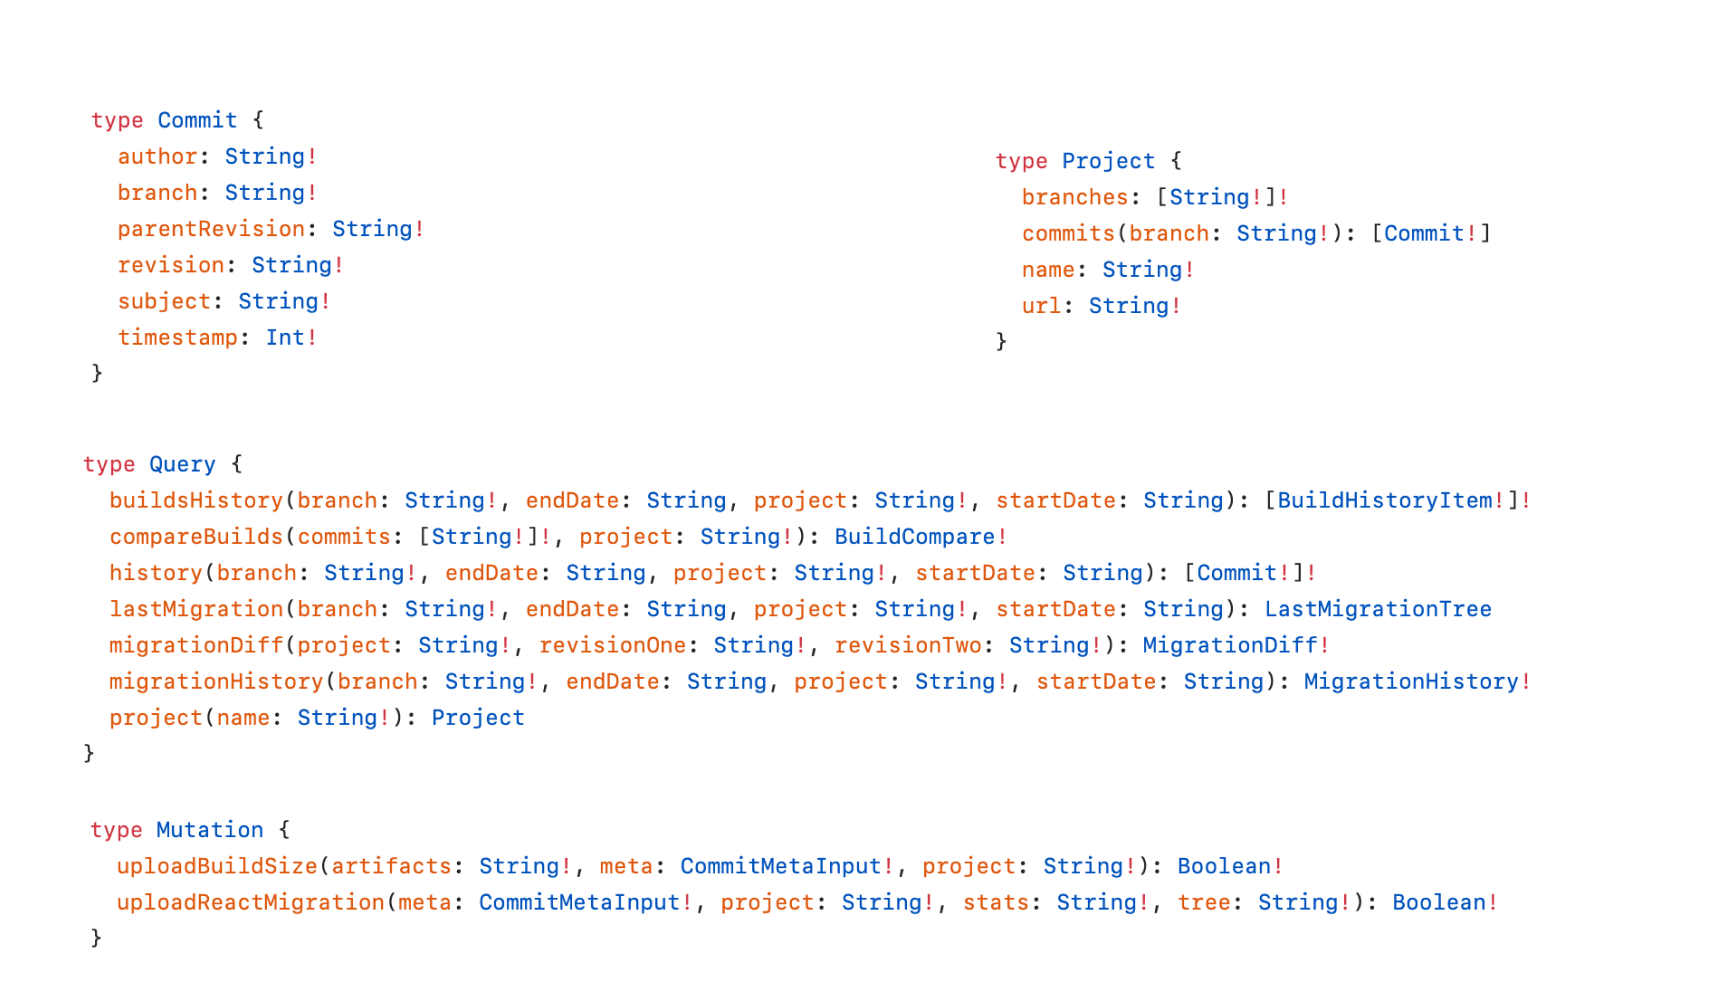 type Commit {
  author: String!
  branch: String!
  parentRevision: String!
  revision: String!
  subject: String!
  timestamp: Int!
}
type Project {
  branches: [String!]!
  commits(branch: String!): [Commit!]
  name: String!
  url: String!
}
type Query {
  buildsHistory(branch: String!, endDate: String, project: String!, startDate: String): [BuildHistoryItem!]!
  compareBuilds(commits: [String!]!, project: String!): BuildCompare!
  history(branch: String!, endDate: String, project: String!, startDate: String): [Commit!]!
  lastMigration(branch: String!, endDate: String, project: String!, startDate: String): LastMigrationTree
  migrationDiff(project: String!, revisionOne: String!, revisionTwo: String!): MigrationDiff!
  migrationHistory(branch: String!, endDate: String, project: String!, startDate: String): MigrationHistory!
  project(name: String!): Project
}
type Mutation {
  uploadBuildSize(artifacts: String!, meta: CommitMetaInput!, project: String!): Boolean!
  uploadReactMigration(meta: CommitMetaInput!, project: String!, stats: String!, tree: String!): Boolean!
}